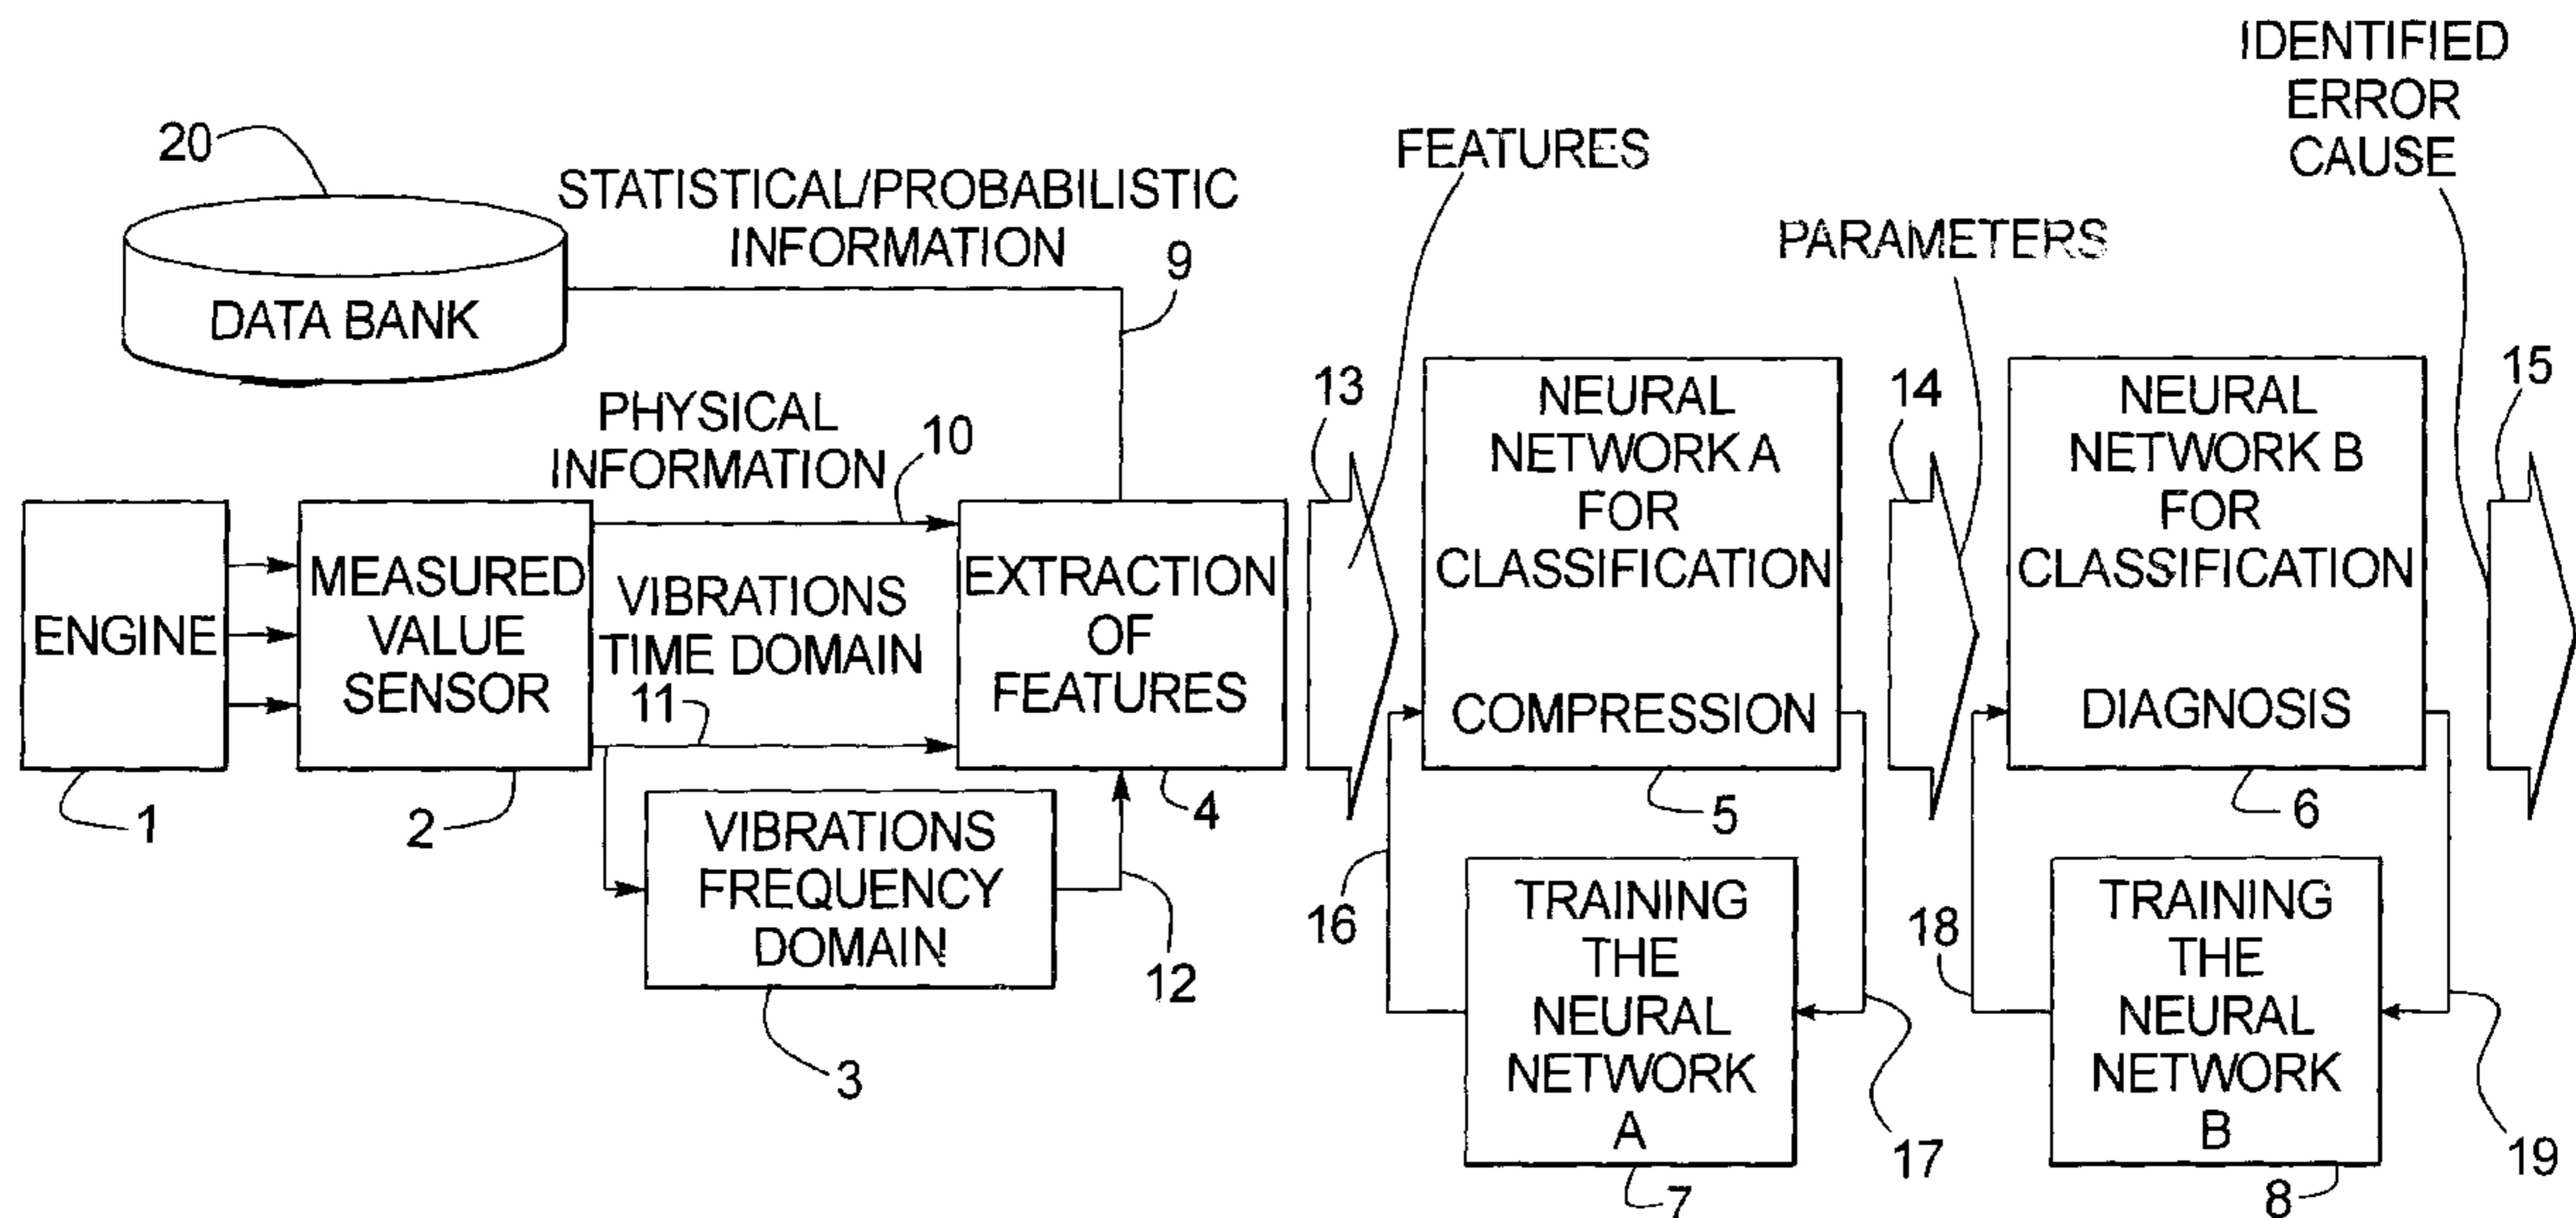 IDENTIFIED
ERROR
CAUSE
FEATURES
PARAMETERS
20
STATISTICAL/PROBABILISTIC
INFORMATION
9
DATA BANK
PHYSICAL
INFORMATION
10
13
14
15
ENGINE
1
MEASURED
VALUE
SENSOR
2
VIBRATIONS
TIME DOMAIN
11
EXTRACTION
OF
FEATURES
4
VIBRATIONS
FREQUENCY
DOMAIN
3
12
NEURAL
NETWORK A
FOR
CLASSIFICATION
COMPRESSION
5
NEURAL
NETWORK B
FOR
CLASSIFICATION
DIAGNOSIS
6
16
TRAINING
THE
NEURAL
NETWORK
A
7
17
18
TRAINING
THE
NEURAL
NETWORK
B
8
19